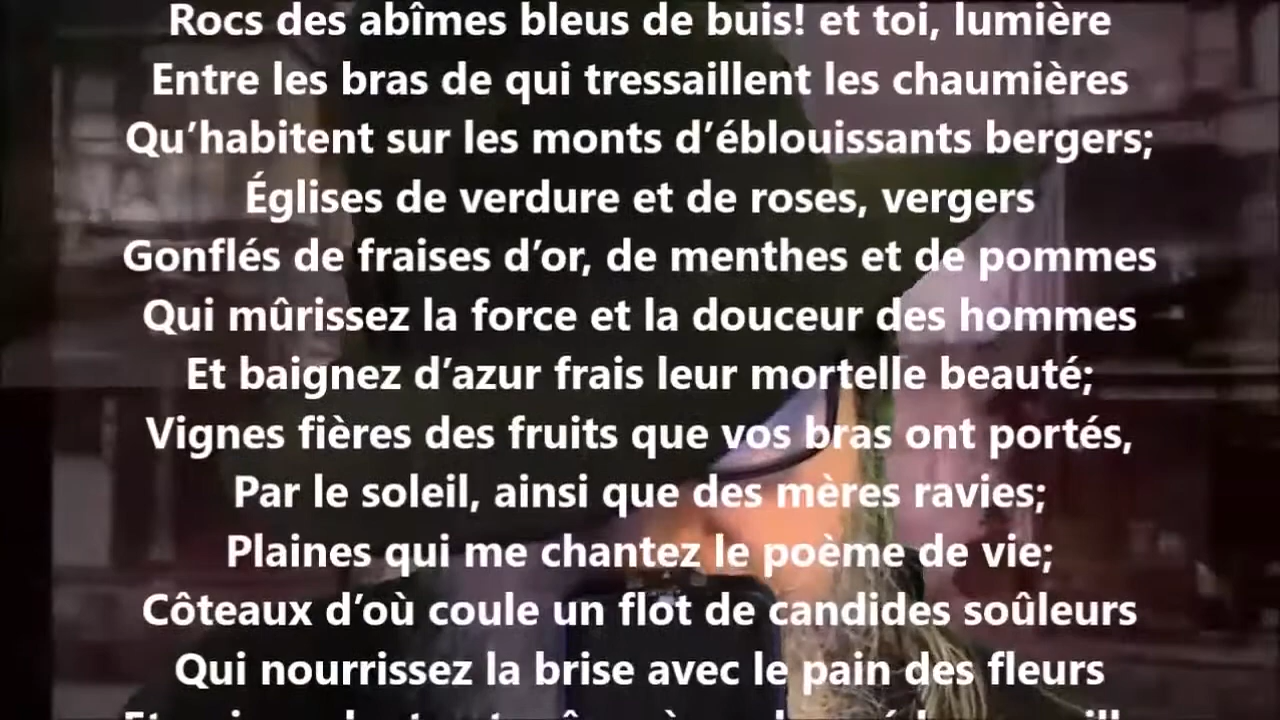 Rocs des abîmes bleus de buis! et toi, lumière
Entre les bras de qui tressaillent les chaumières
Qu’habitent sur les monts d’éblouissants bergers;
Églises de verdure et de roses, vergers
Gonflés de fraises d’or, de menthes et de pommes
Qui mûrissez la force et la douceur des hommes
Et baignez d’azur frais leur mortelle beauté;
Vignes fières des fruits que vos bras ont portés,
Par le soleil, ainsi que des mères ravies;
Plaines qui me chantez le poème de vie;
Côteaux d’où coule un flot de candides soûleurs
Qui nourrissez la brise avec le pain des fleurs